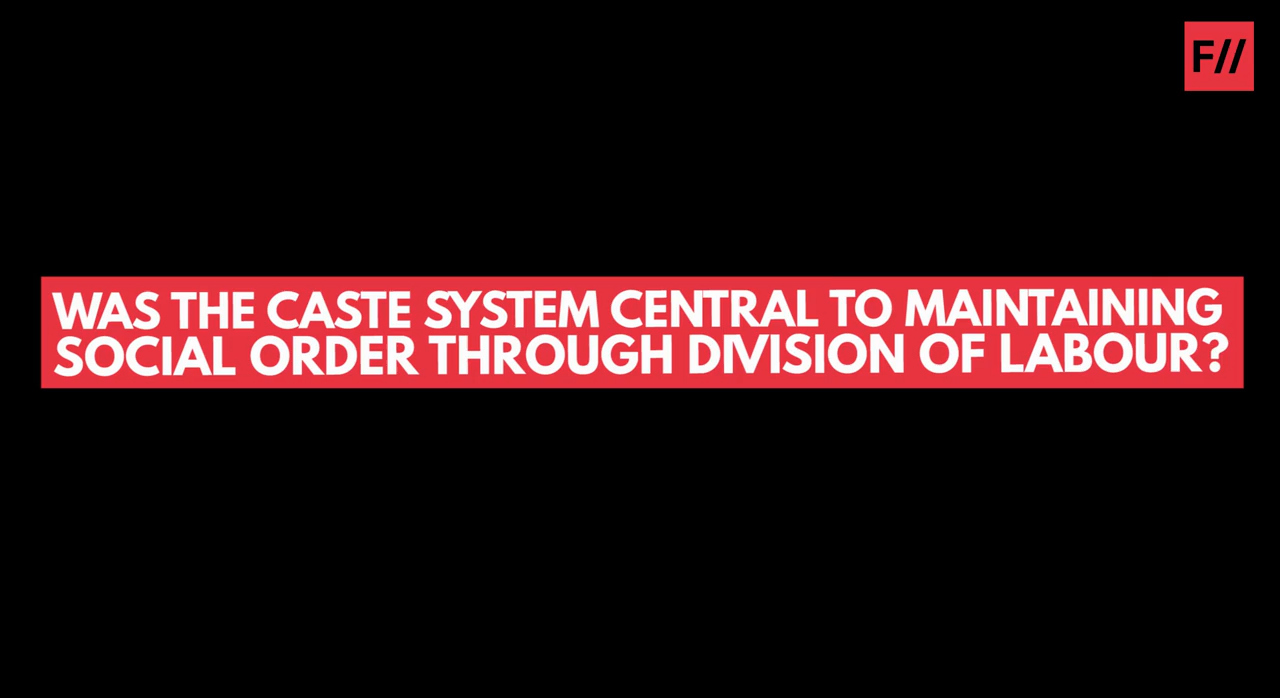 F//
WAS THE CASTE SYSTEM CENTRAL TO MAINTAINING
SOCIAL ORDER THROUGH DIVISION OF LABOUR?